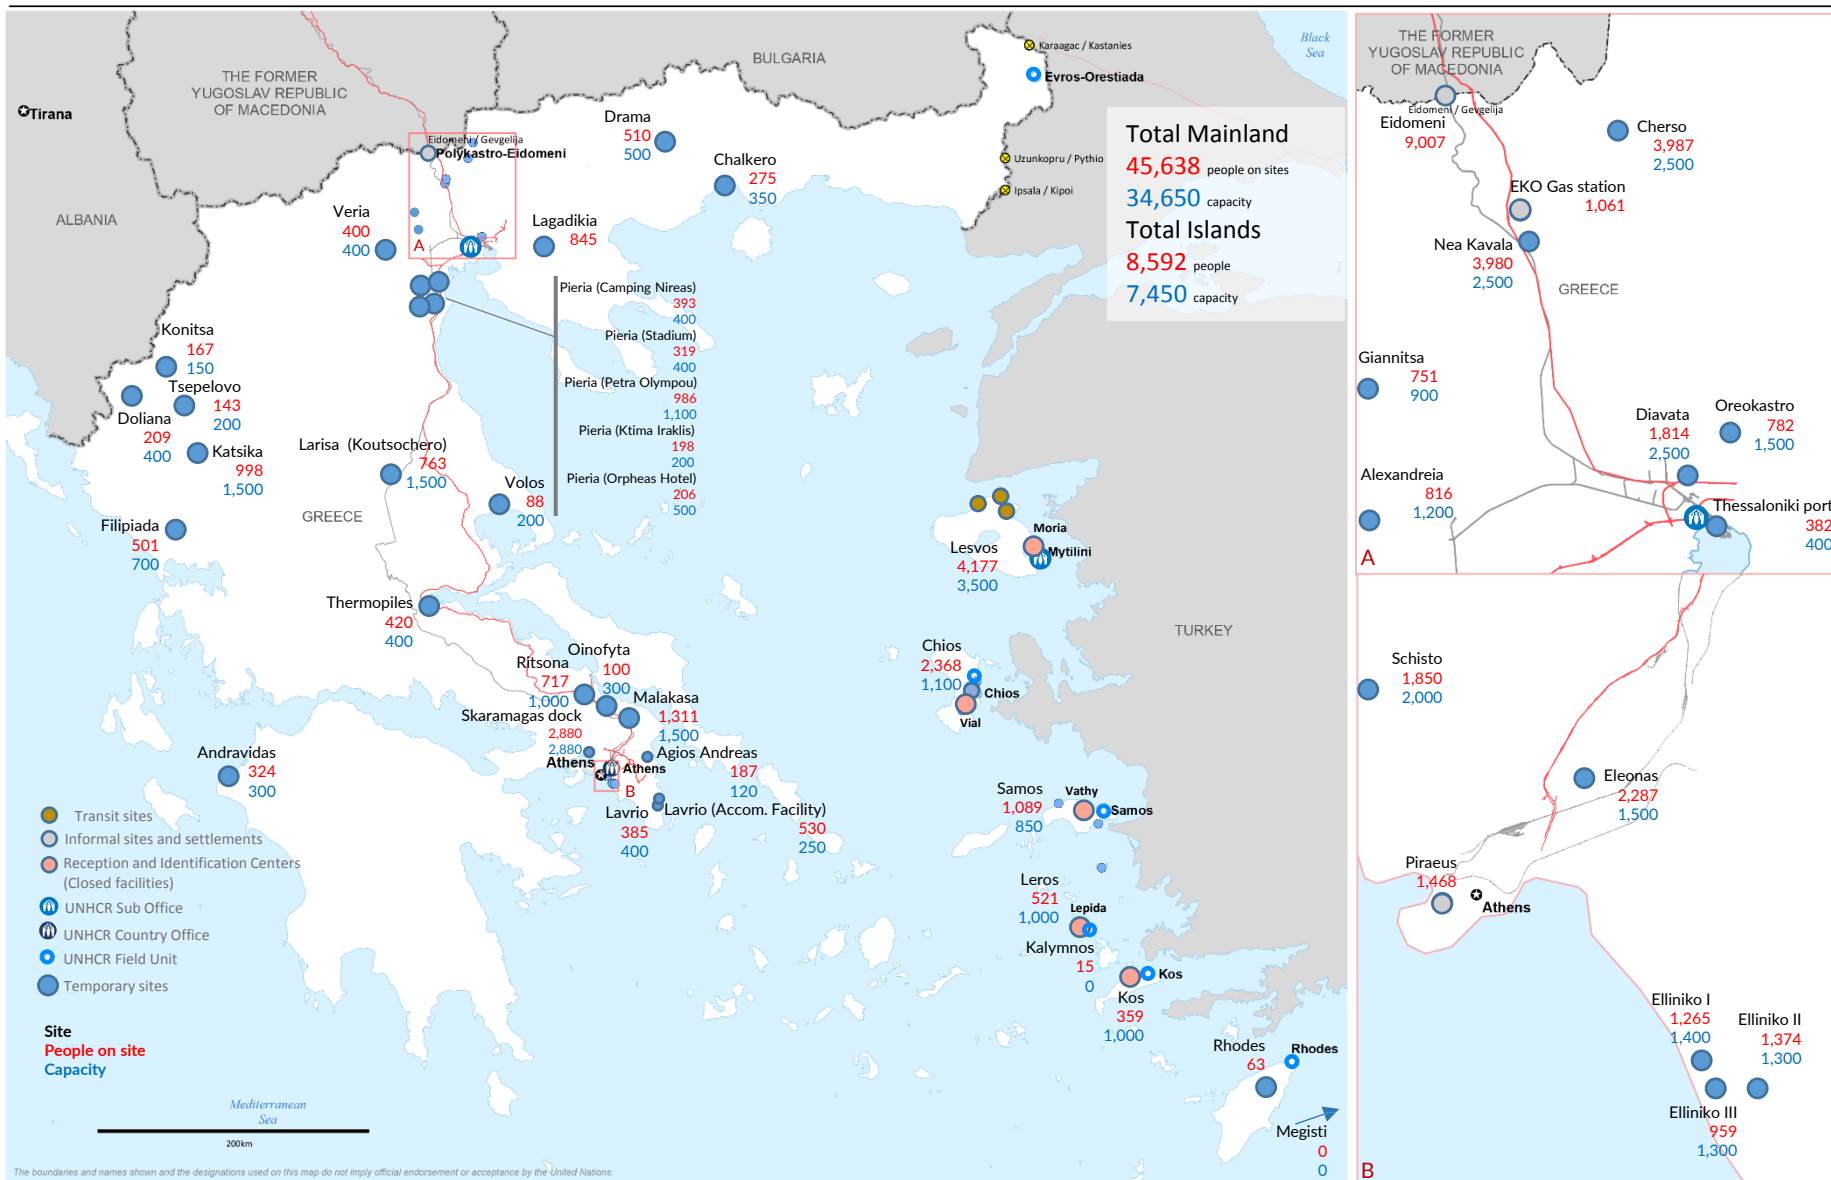 THE FORMER
YUGOSLAV REPUBLIC
OF MACEDONIA
BULGARIA
Black
Sea
Karaagac / Kastanies
Evros-Orestiada
Tirana
ALBANIA
Eidomeni / Gevgelija
Polykastro-Eidomeni
Drama
510
500
Chalkero
275
350
Uzunkopru / Pythio
Ipsala / Kipoi
Total Mainland
45,638 people on sites
34,650 capacity
Total Islands
8,592 people
7,450 capacity
Veria
400
400
A
Lagadikia
845
Pieria (Camping Nireas)
393
400
Pieria (Stadium)
319
400
Pieria (Petra Olympou)
986
1,100
Pieria (Ktima Iraklis)
198
200
Pieria (Orpheas Hotel)
206
500
Konitsa
167
150
Tsepelovo
143
200
Doliana
209
400
Katsika
998
1,500
Larisa (Koutsochero)
763
1,500
Volos
88
200
GREECE
Filipiada
501
700
Thermopiles
420
400
Oinofyta
100
300
Ritsona
717
1,000
Malakasa
1,311
1,500
Skaramagas dock
2,880
2,880
Athens
Athens
B
Agios Andreas
187
120
Lavrio (Accom. Facility)
530
250
Lavrio
385
400
Andravidas
324
300
Moria
Mytilini
Lesvos
4,177
3,500
TURKEY
Chios
2,368
1,100
Chios
Vial
Samos
1,089
850
Vathy
Samos
Leros
521
1,000
Lepida
Kalymnos
15
0
Kos
Kos
359
1,000
Rhodes
63
Rhodes
Megisti
0
0
Transit sites
Informal sites and settlements
Reception and Identification Centers
(Closed facilities)
UNHCR Sub Office
UNHCR Country Office
UNHCR Field Unit
Temporary sites
Site
People on site
Capacity
Mediterranean
Sea
200km
The boundaries and names shown and the designations used on this map do not imply official endorsement or acceptance by the United Nations.
THE FORMER
YUGOSLAV REPUBLIC
OF MACEDONIA
Eidomeni / Gevgelija
Eidomeni
9,007
Cherso
3,987
2,500
EKO Gas station
1,061
Nea Kavala
3,980
2,500
GREECE
Giannitsa
751
900
Diavata
1,814
2,500
Oreokastro
782
1,500
Alexandreia
816
1,200
Thessaloniki port
382
400
A
Schisto
1,850
2,000
Eleonas
2,287
1,500
Piraeus
1,468
Athens
Elliniko I
1,265
1,400
Elliniko II
1,374
1,300
Elliniko III
959
1,300
B